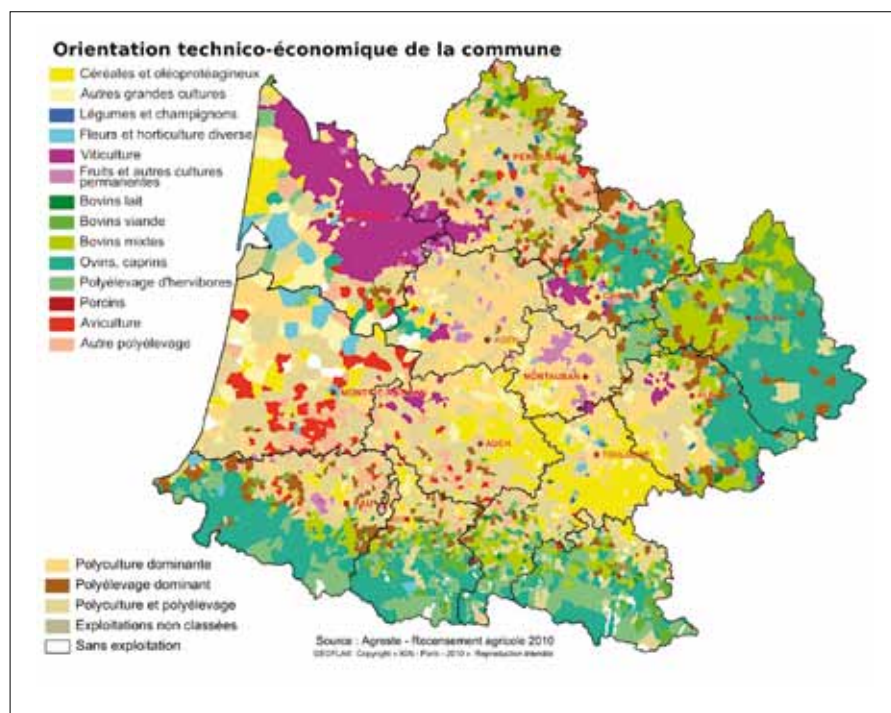 Orientation technico-économique de la commune
Céréales et oléoprotéagineux
Autres grandes cultures
Légumes et champignons
Fleurs et horticulture diverse
Viticulture
Fruits et autres cultures
permanentes
Bovins lait
Bovins viande
Bovins mixtes
Ovins, caprins
Polyélevage d'hervibores
Porcins
Aviculture
Autre polyélevage
AGEN
MONTAUBAN
AUCH
TOULOUSE
Polyculture dominante
Polyélevage dominant
Polyculture et polyélevage
Exploitations non classées
Sans exploitation
Source : Agreste - Recensement agricole 2010